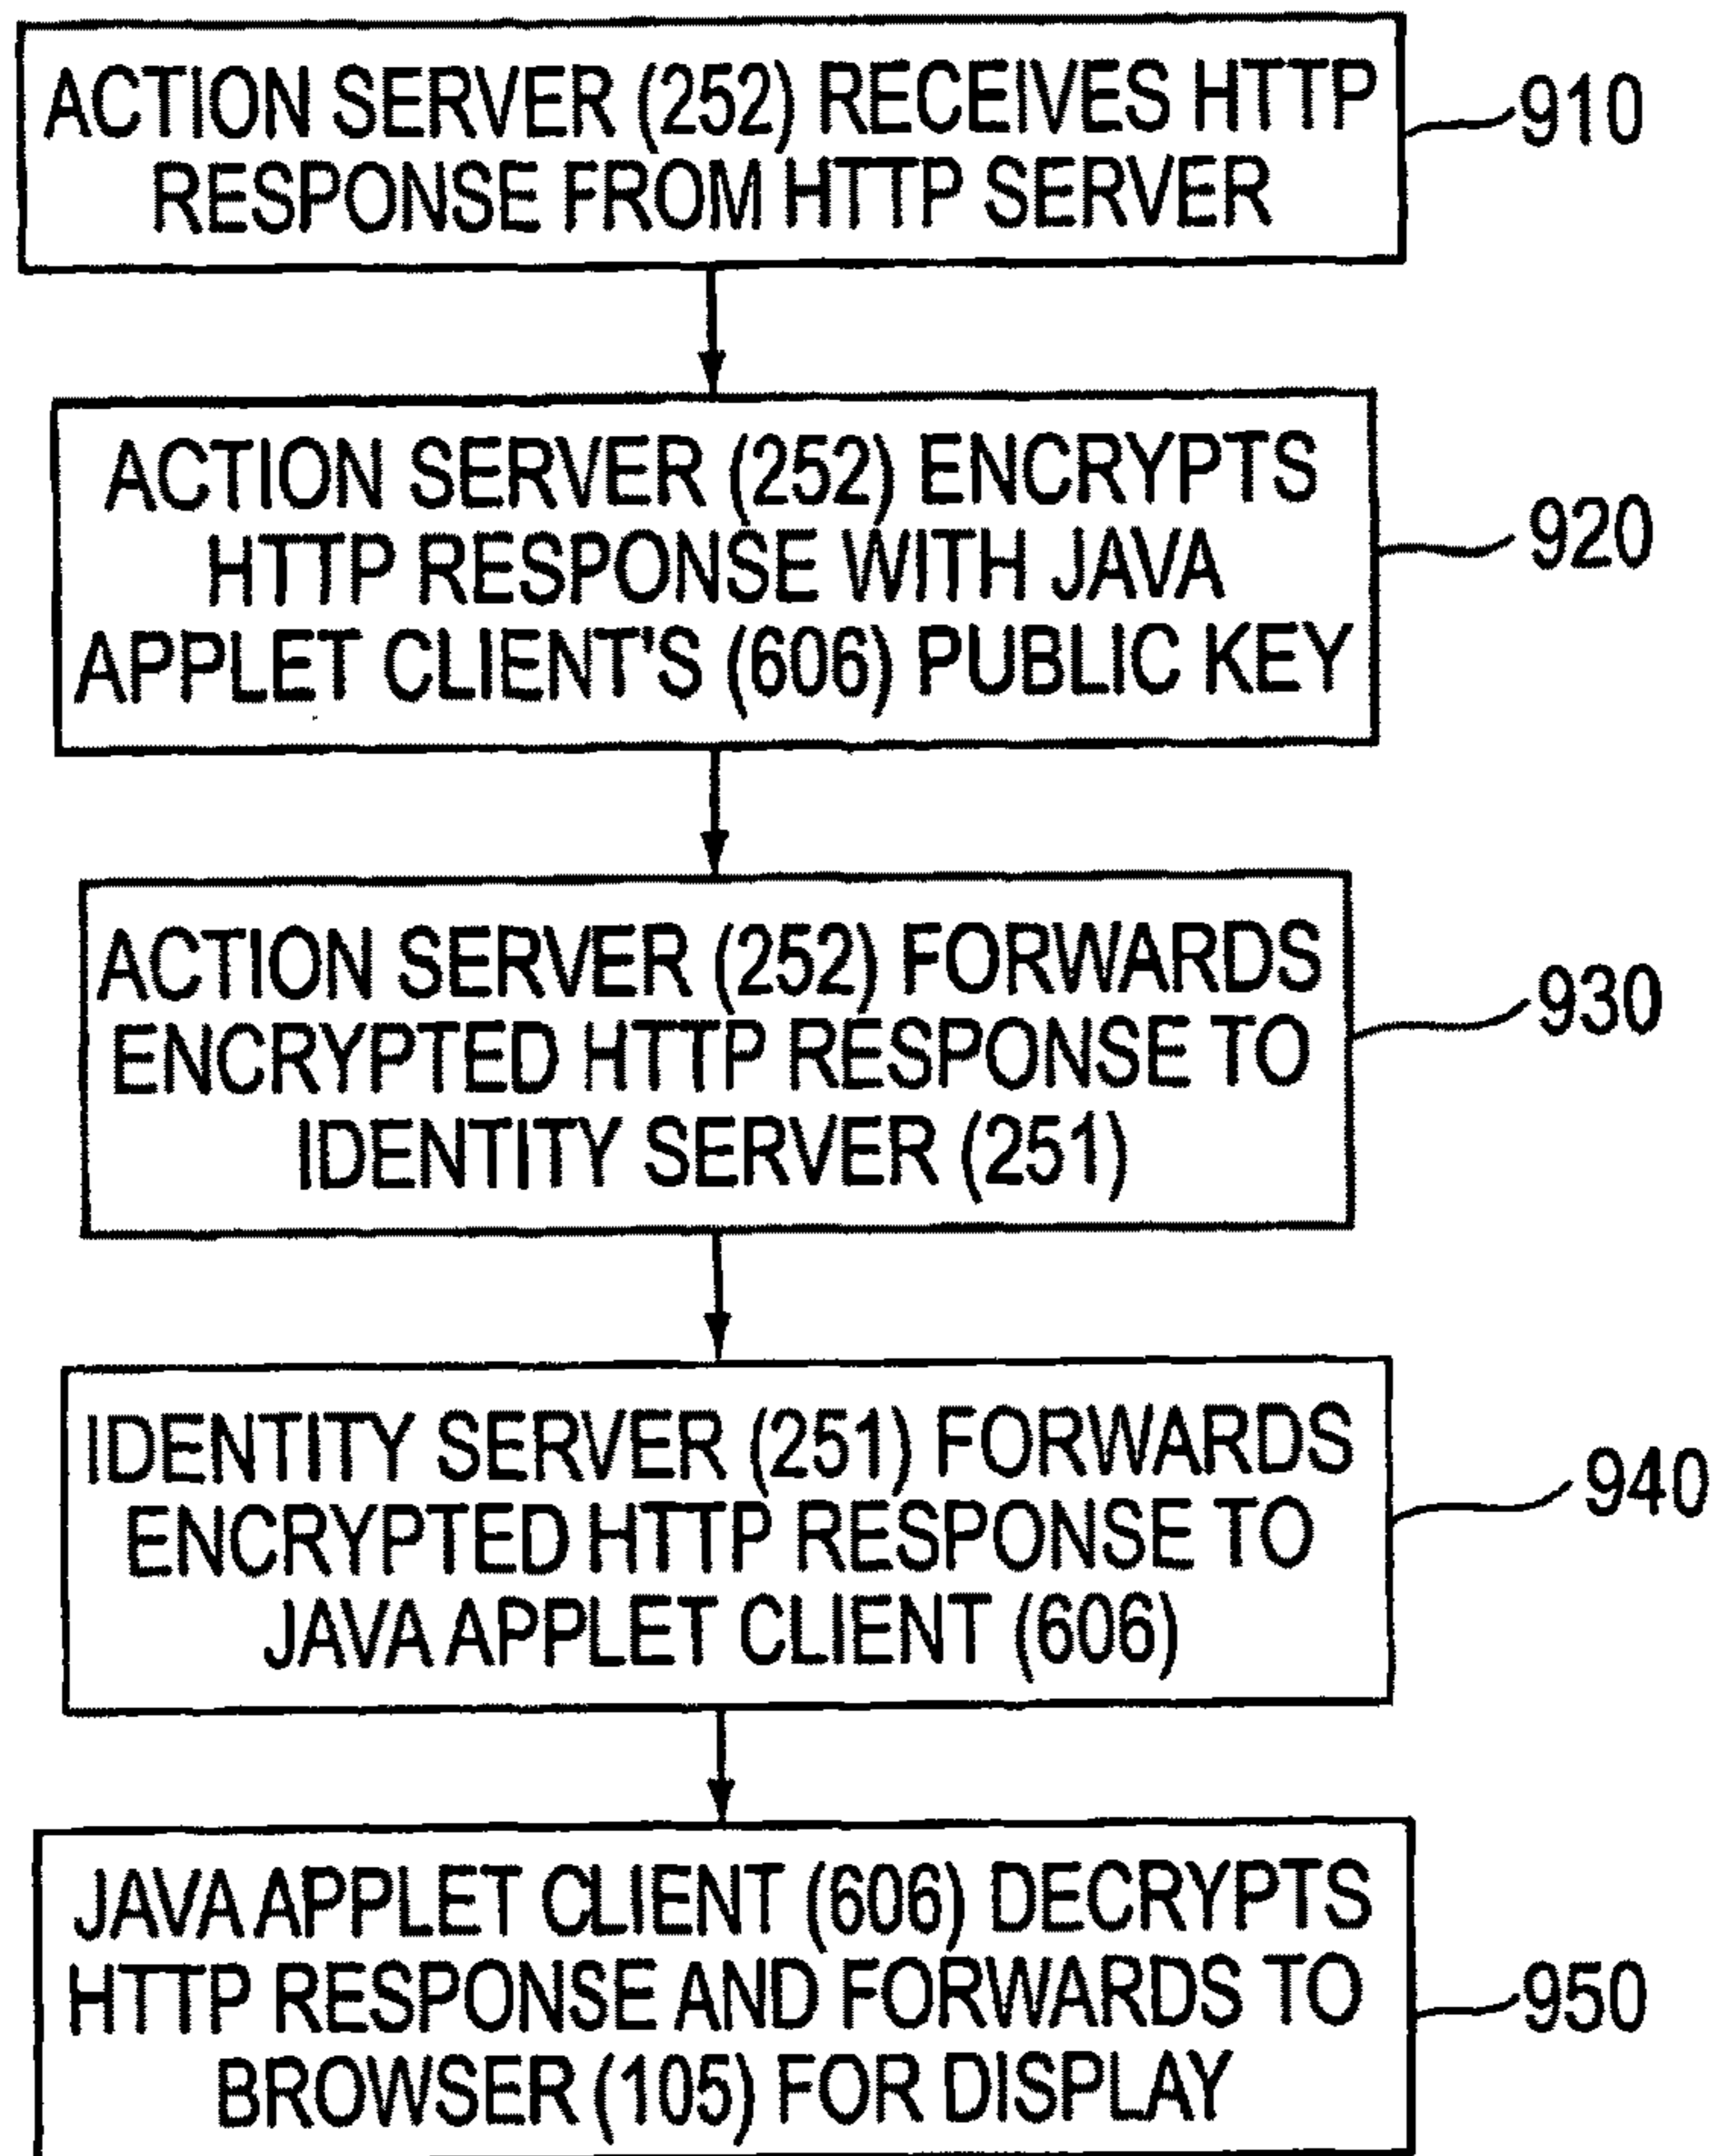 ACTION SERVER (252) RECEIVES HTTP
RESPONSE FROM HTTP SERVER
910
ACTION SERVER (252) ENCRYPTS
HTTP RESPONSE WITH JAVA
APPLET CLIENT'S (606) PUBLIC KEY
920
ACTION SERVER (252) FORWARDS
ENCRYPTED HTTP RESPONSE TO
IDENTITY SERVER (251)
930
IDENTITY SERVER (251) FORWARDS
ENCRYPTED HTTP RESPONSE TO
JAVA APPLET CLIENT (606)
940
JAVA APPLET CLIENT (606) DECRYPTS
HTTP RESPONSE AND FORWARDS TO
BROWSER (105) FOR DISPLAY
950